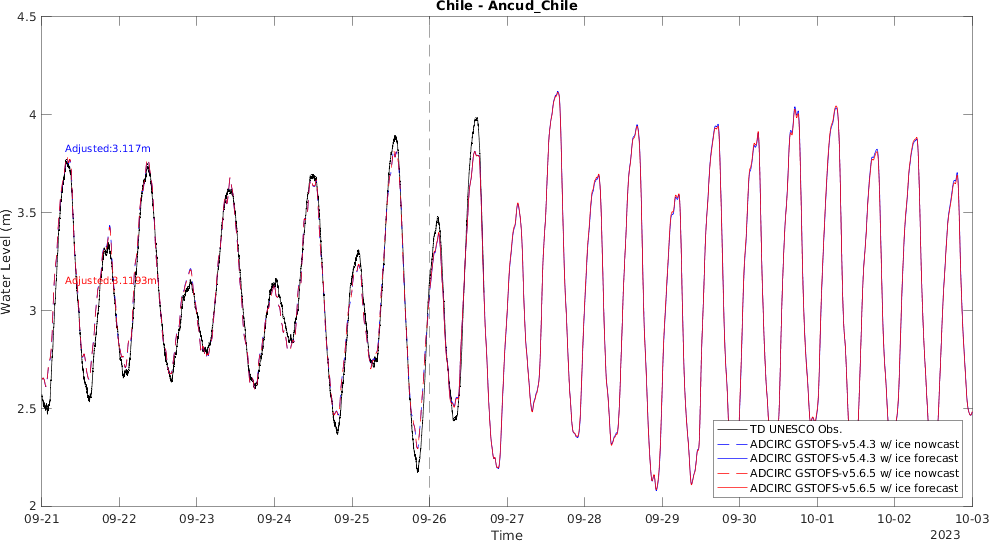 Chile - Ancud_Chile
4.5
4
3.5
3
2.5
2
Water Level (m)
Adjusted:3.117m
Adjusted:3.1193m
TD UNESCO Obs.
ADCIRC GSTOFS-v5.4.3 w/ ice nowcast
ADCIRC GSTOFS-v5.4.3 w/ ice forecast
ADCIRC GSTOFS-v5.6.5 w/ ice nowcast
ADCIRC GSTOFS-v5.6.5 w/ ice forecast
09-21 09-22 09-23 09-24 09-25 09-26 09-27 09-28 09-29 09-30 10-01 10-02 10-03
Time
2023